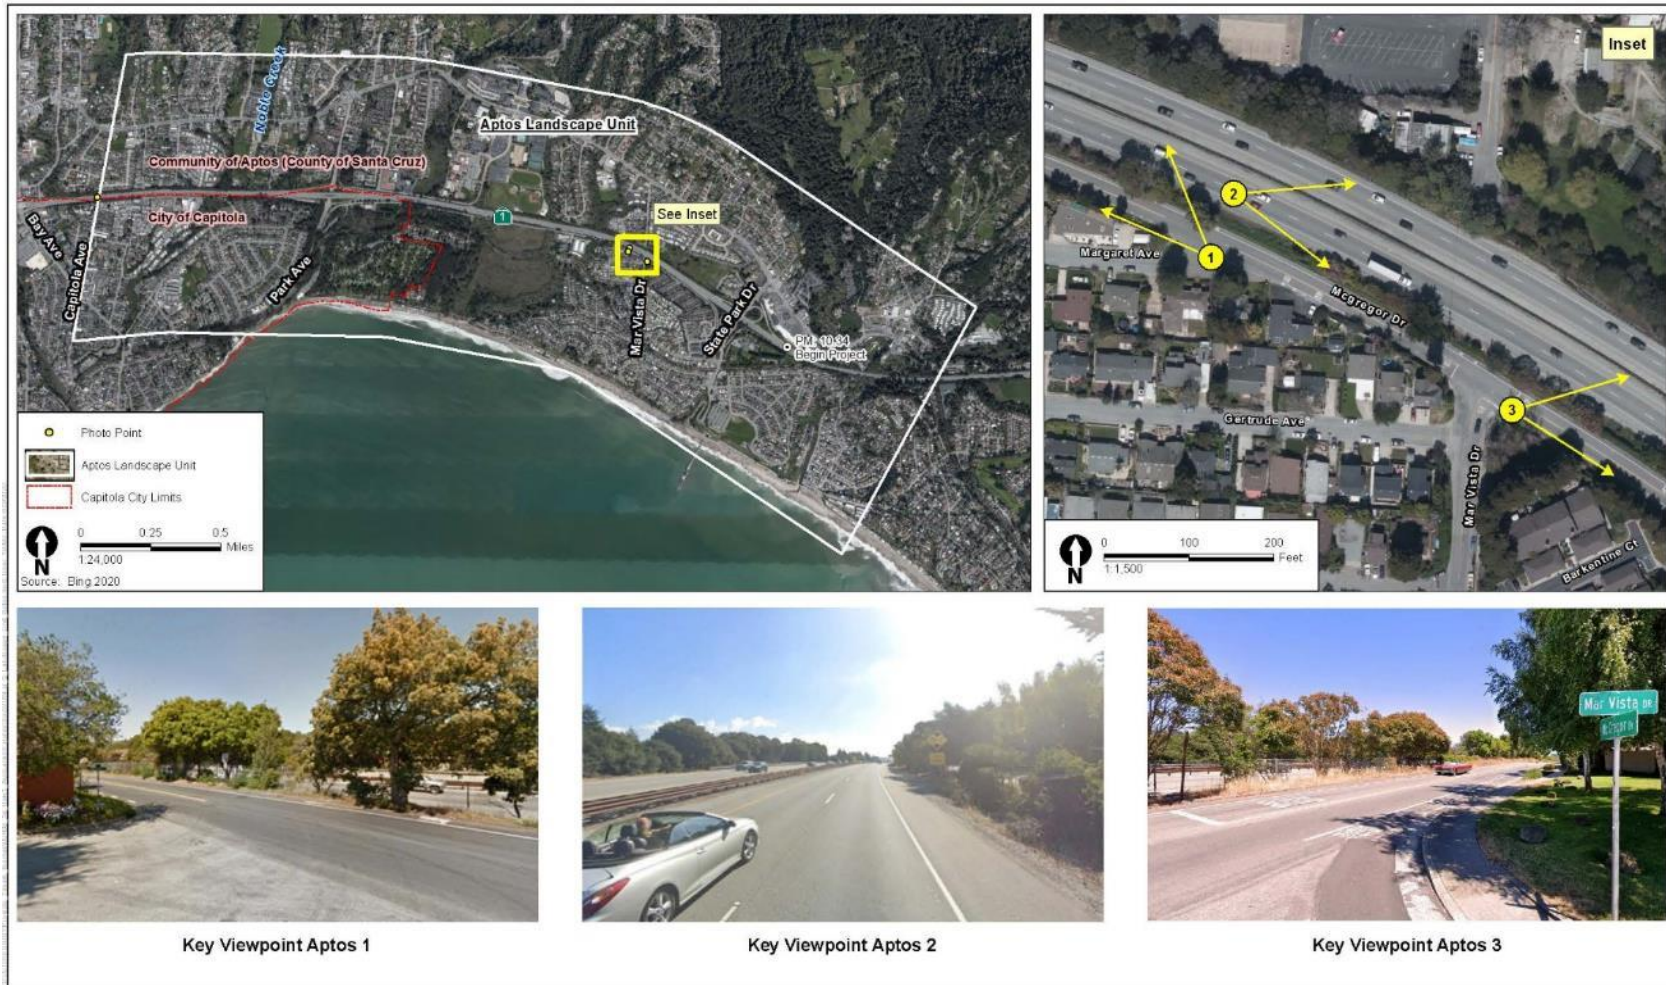 Noble Creek
Aptos Landscape Unit
Community of Aptos (County of Santa Cruz)
City of Capitola
1
See Inset
Bay Ave
Capitola Ave
Park Ave
Mar Vista Dr
State Park Dr
PM: 10.34
Begin Project
Photo Point
Aptos Landscape Unit
Capitola City Limits
N
0 0.25 0.5
Miles
1:24,000
Source: Bing 2020
Inset
2
1
3
Margaret Ave
Mcgregor Dr
Gertrude Ave
Mar Vista Dr
Barkentine Ct
N
0 100 200
Feet
1:1,500
Mar Vista DR
Key Viewpoint Aptos 1
Key Viewpoint Aptos 2
Key Viewpoint Aptos 3